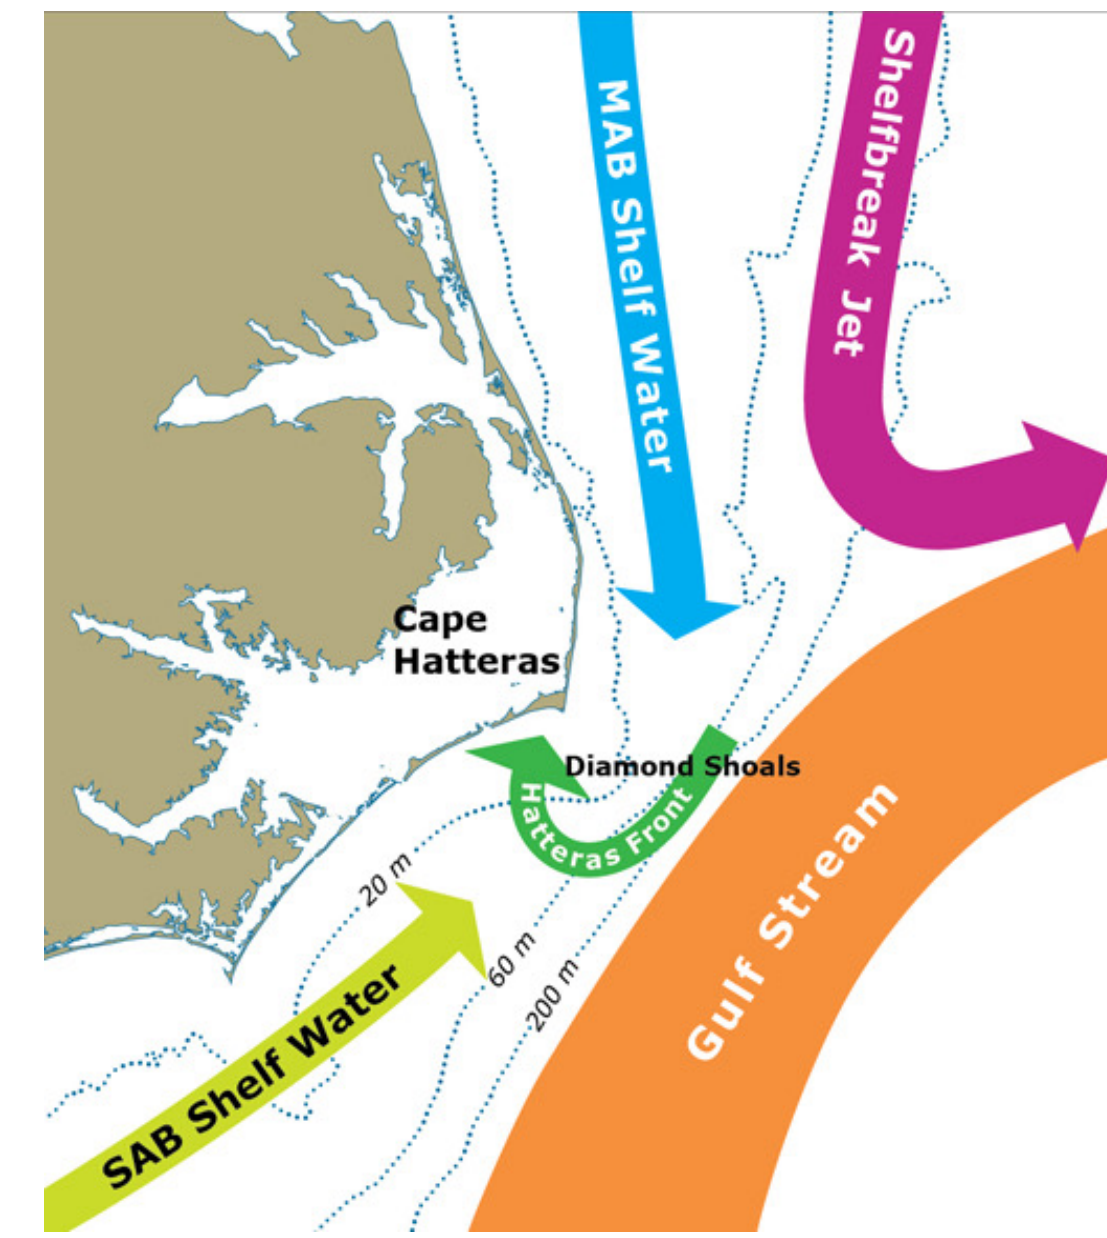 MAB Shelf Water
Shelfbreak Jet
Cape
Hatteras
Diamond Shoals
Hatteras Front
Gulf Stream
20 m
60 m
200 m
SAB Shelf Water